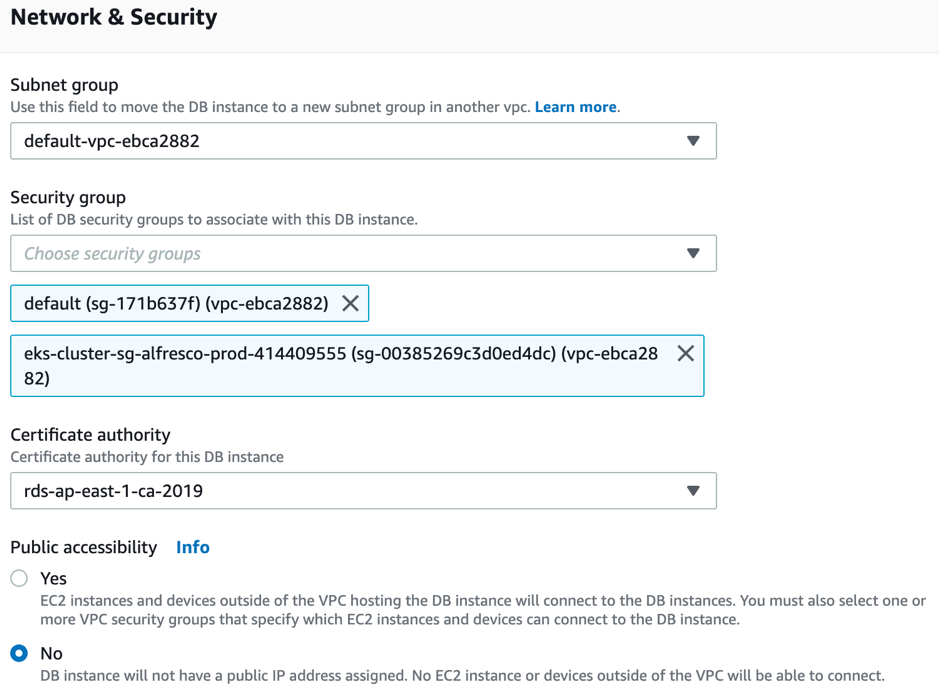 Network & Security
Subnet group
Use this field to move the DB instance to a new subnet group in another vpc. Learn more.
default-vpc-ebca2882
Security group
List of DB security groups to associate with this DB instance.
Choose security groups
default (sg-171b637f) (vpc-ebca2882)
eks-cluster-sg-alfresco-prod-414409555 (sg-00385269c3d0ed4dc) (vpc-ebca28
82)
Certificate authority
Certificate authority for this DB instance
rds-ap-east-1-ca-2019
Public accessibility Info
Yes
EC2 instances and devices outside of the VPC hosting the DB instance will connect to the DB instances. You must also select one or
more VPC security groups that specify which EC2 instances and devices can connect to the DB instance.
No
DB instance will not have a public IP address assigned. No EC2 instance or devices outside of the VPC will be able to connect.